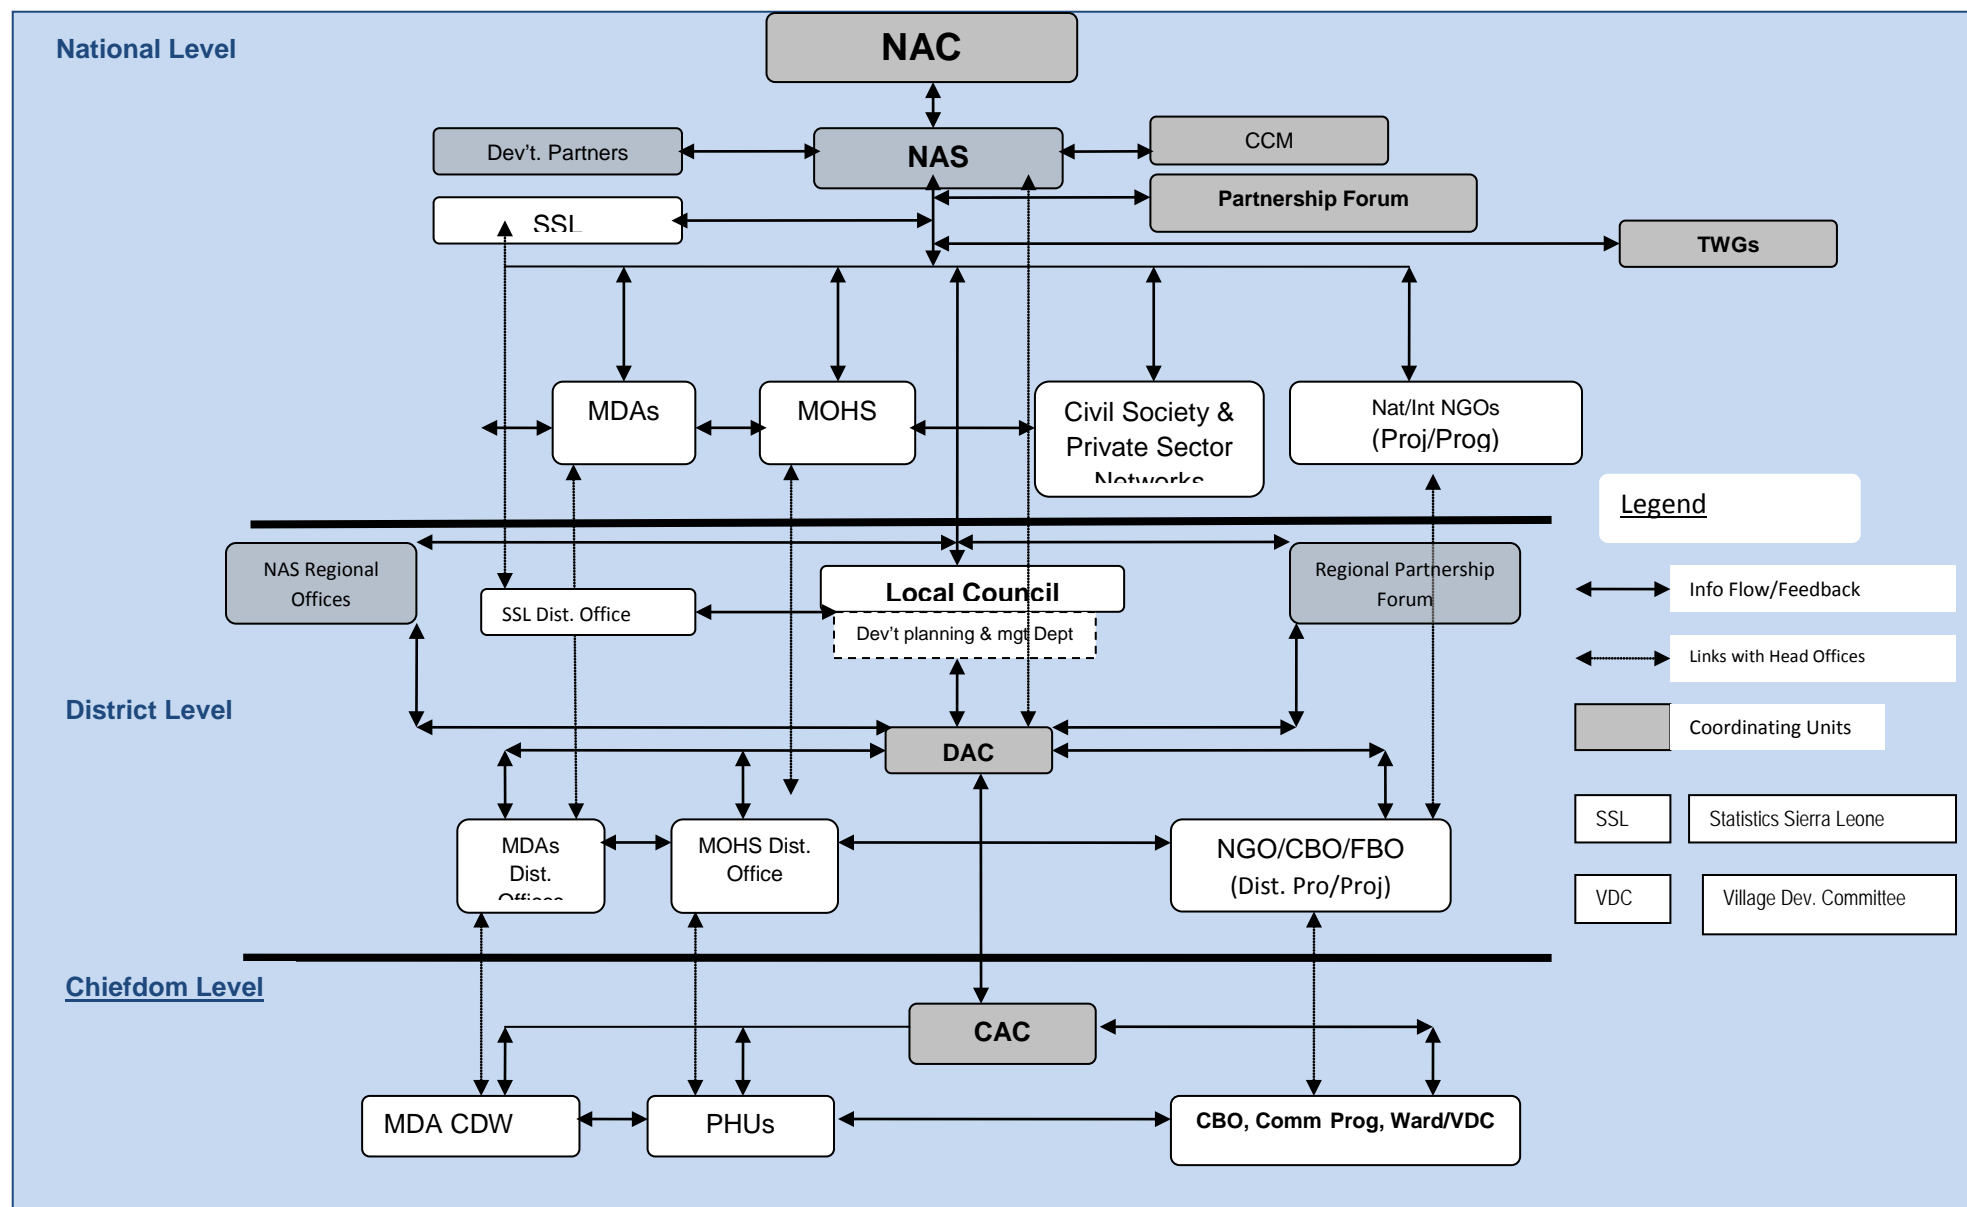 National Level
NAC
Dev't. Partners
NAS
CCM
SSL
Partnership Forum
TWGs
MDAs
MOHS
Civil Society &
Private Sector
Networks
Nat/Int NGOs
(Proj/Prog)
Legend
NAS Regional
Offices
SSL Dist. Office
Local Council
Dev't planning & mgt Dept
Regional Partnership
Forum
Info Flow/Feedback
Links with Head Offices
District Level
DAC
Coordinating Units
MDAs
Dist.
Offices
MOHS Dist.
Office
NGO/CBO/FBO
(Dist. Pro/Proj)
SSL
Statistics Sierra Leone
VDC
Village Dev. Committee
Chiefdom Level
CAC
MDA CDW
PHUs
CBO, Comm Prog, Ward/VDC